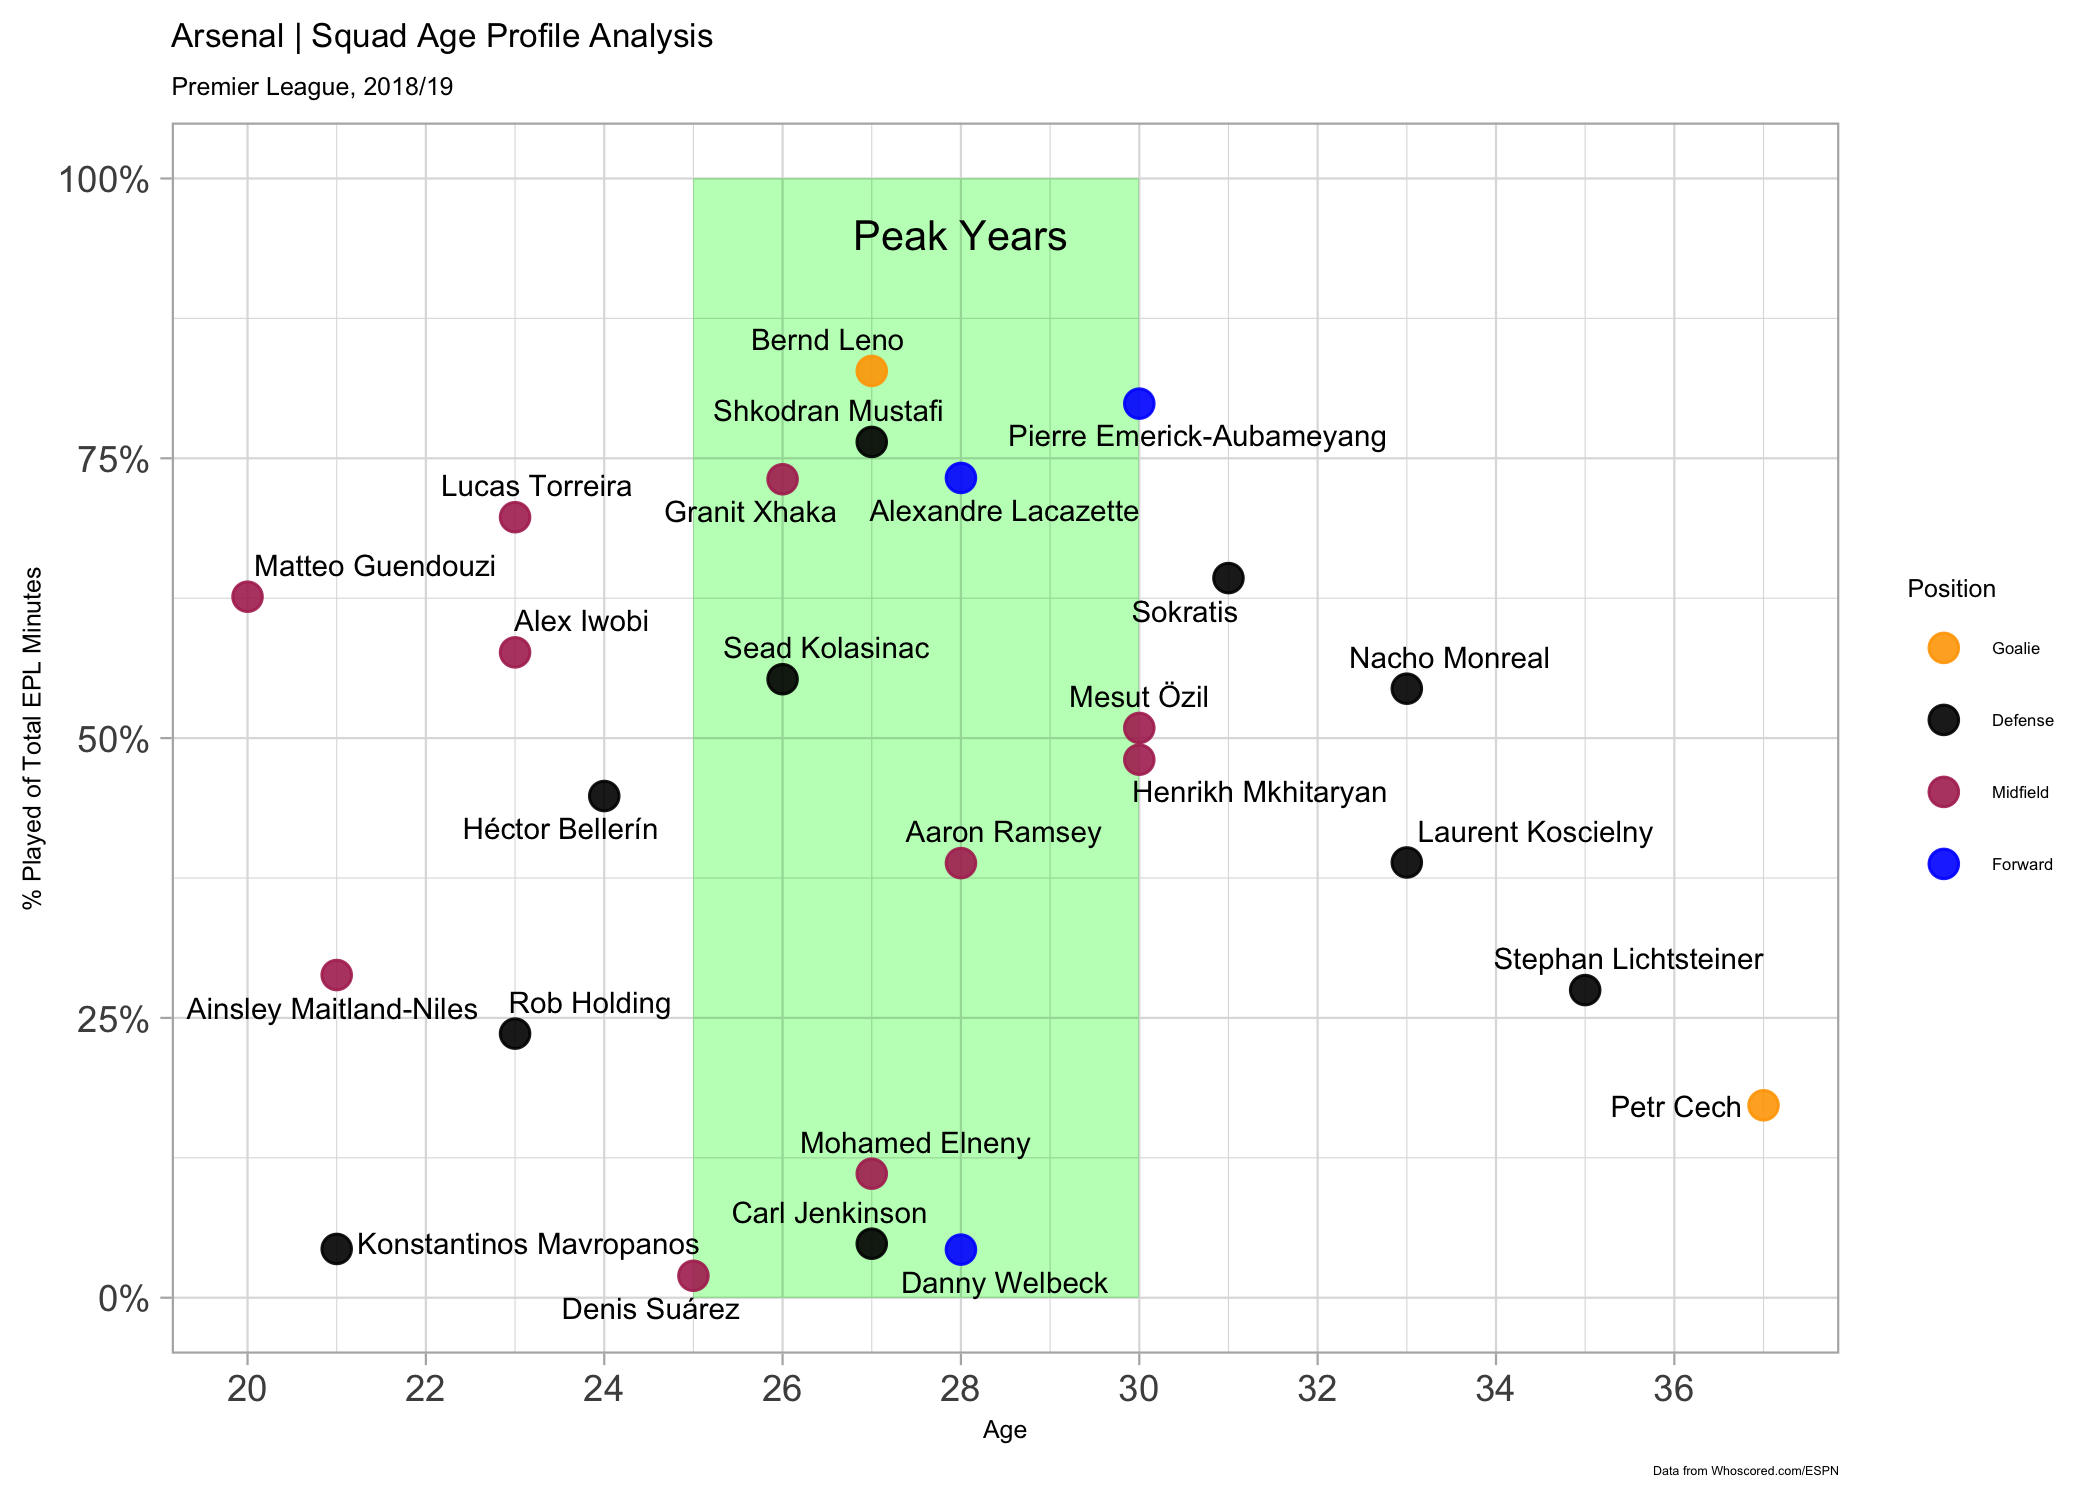 Arsenal | Squad Age Profile Analysis
Premier League, 2018/19
100%
75%
50%
25%
0%
% Played of Total EPL Minutes
Peak Years
Bernd Leno
Shkodran Mustafi
Pierre Emerick-Aubameyang
Lucas Torreira
Granit Xhaka
Alexandre Lacazette
Matteo Guendouzi
Sokratis
Alex Iwobi
Sead Kolasinac
Nacho Monreal
Mesut Özil
Henrikh Mkhitaryan
Héctor Bellerín
Aaron Ramsey
Laurent Koscielny
Stephan Lichtsteiner
Ainsley Maitland-Niles
Rob Holding
Petr Cech
Mohamed Elneny
Carl Jenkinson
Konstantinos Mavropanos
Danny Welbeck
Denis Suárez
20 22 24 26 28 30 32 34 36
Age
Position
Goalie
Defense
Midfield
Forward
Data from Whoscored.com/ESPN